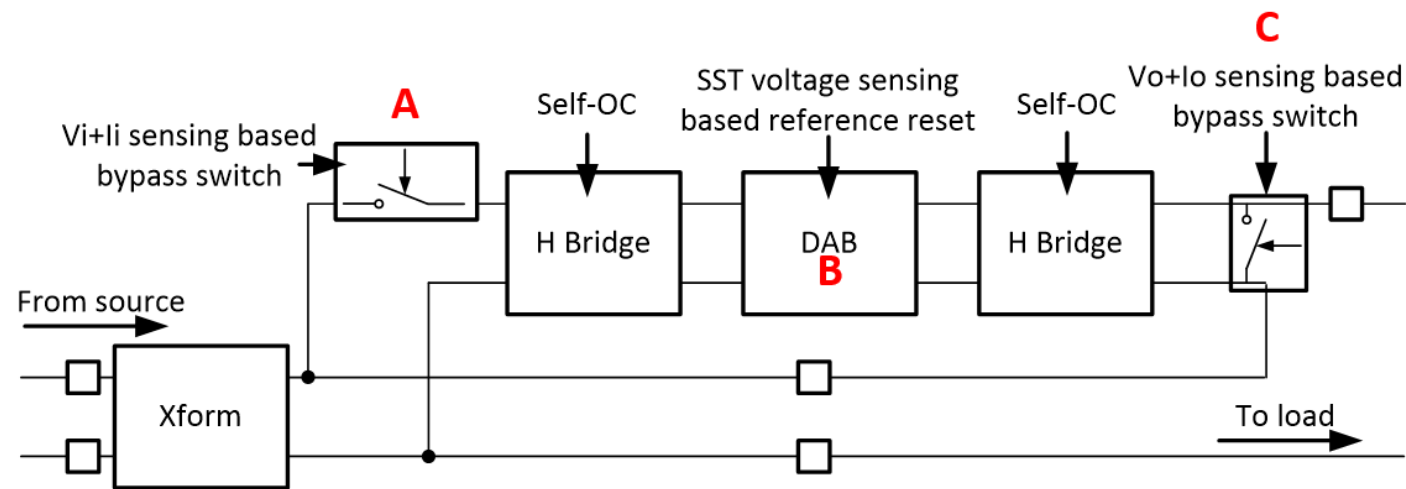 C
A
Vi+Ii sensing based
bypass switch
Self-OC
SST voltage sensing
based reference reset
Self-OC
Vo+Io sensing based
bypass switch
H Bridge
DAB
B
H Bridge
From source
Xform
To load